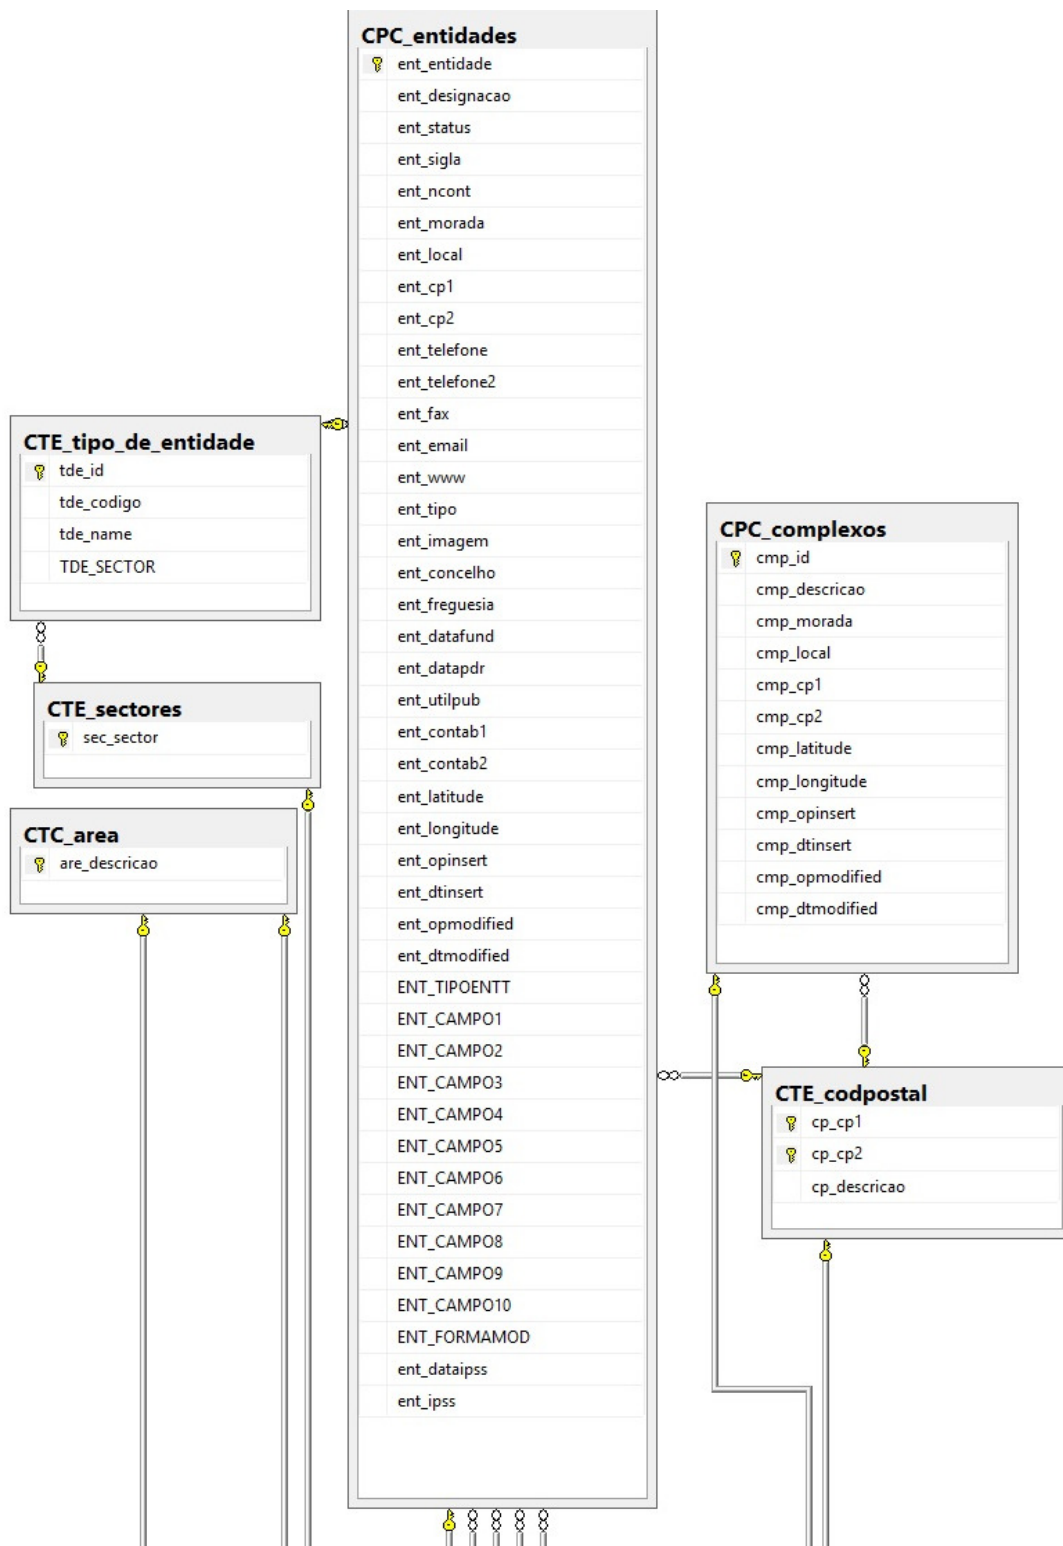 CPC_entidades
ent_entidade
ent_designacao
ent_status
ent_sigla
ent_ncont
ent_morada
ent_local
ent_cp1
ent_cp2
ent_telefone
ent_telefone2
ent_fax
ent_email
ent_www
ent_tipo
ent_imagem
ent_concelho
ent_freguesia
ent_datafund
ent_datapdr
ent_utilpub
ent_contab1
ent_contab2
ent_latitude
ent_longitude
ent_opinsert
ent_dtinsert
ent_opmodified
ent_dtmodified
ENT_TIPOENTT
ENT_CAMPO1
ENT_CAMPO2
ENT_CAMPO3
ENT_CAMPO4
ENT_CAMPO5
ENT_CAMPO6
ENT_CAMPO7
ENT_CAMPO8
ENT_CAMPO9
ENT_CAMPO10
ENT_FORMAMOD
ent_dataipss
ent_ipss
CTE_tipo_de_entidade
tde_id
tde_codigo
tde_name
TDE_SECTOR
CTE_sectores
sec_sector
CTC_area
are_descricao
CPC_complexos
cmp_id
cmp_descricao
cmp_morada
cmp_local
cmp_cp1
cmp_cp2
cmp_latitude
cmp_longitude
cmp_opinsert
cmp_dtinsert
cmp_opmodified
cmp_dtmodified
CTE_codpostal
cp_cp1
cp_cp2
cp_descricao